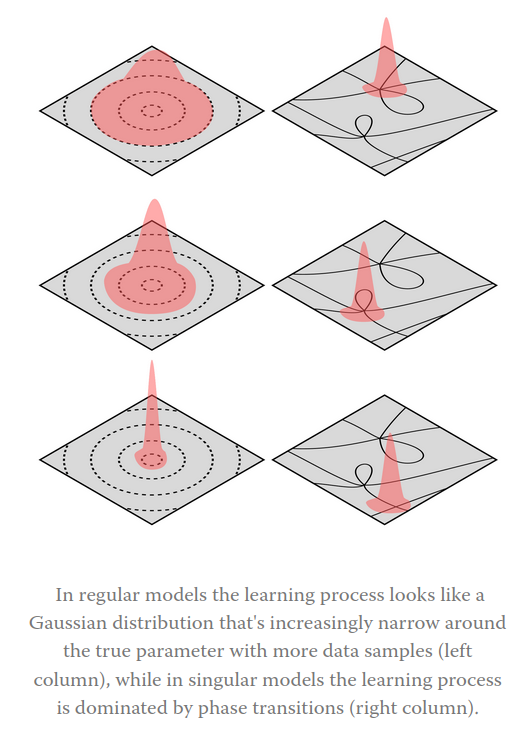 In regular models the learning process looks like a
Gaussian distribution that's increasingly narrow around
the true parameter with more data samples (left
column), while in singular models the learning process
is dominated by phase transitions (right column).